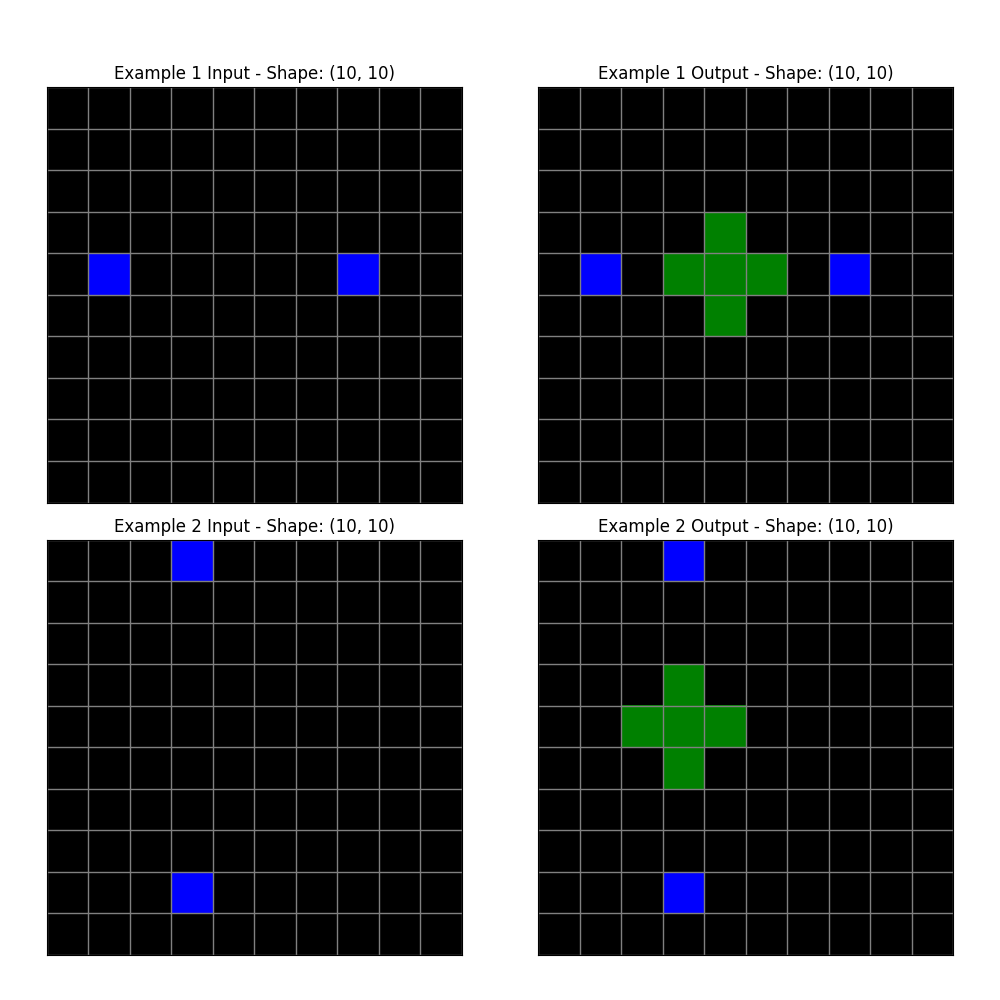 Example 1 Input - Shape: (10, 10)
Example 1 Output - Shape: (10, 10)
Example 2 Input - Shape: (10, 10)
Example 2 Output - Shape: (10, 10)